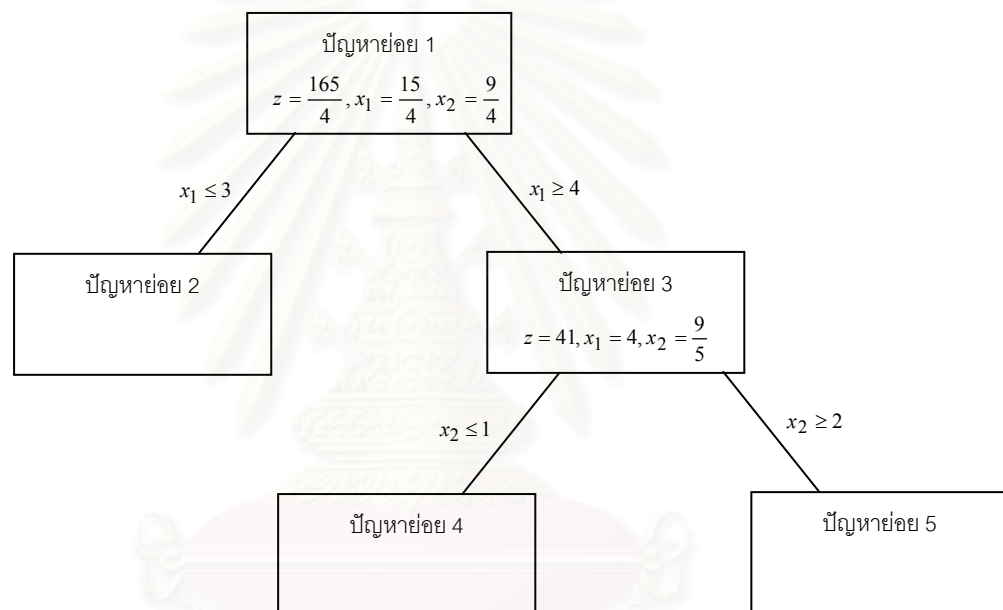 ปัญหาย่อย 1
z = 165/4, x₁ = 15/4, x₂ = 9/4
x₁ ≤ 3
x₁ ≥ 4
ปัญหาย่อย 2
ปัญหาย่อย 3
z = 41, x₁ = 4, x₂ = 9/5
x₂ ≤ 1
x₂ ≥ 2
ปัญหาย่อย 4
ปัญหาย่อย 5